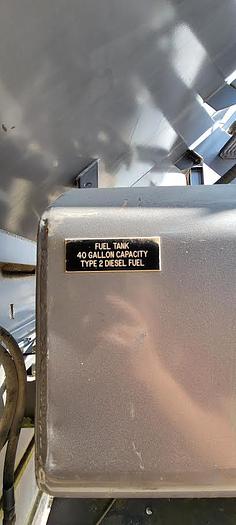 FUEL TANK
40 GALLON CAPACITY
TYPE 2 DIESEL FUEL